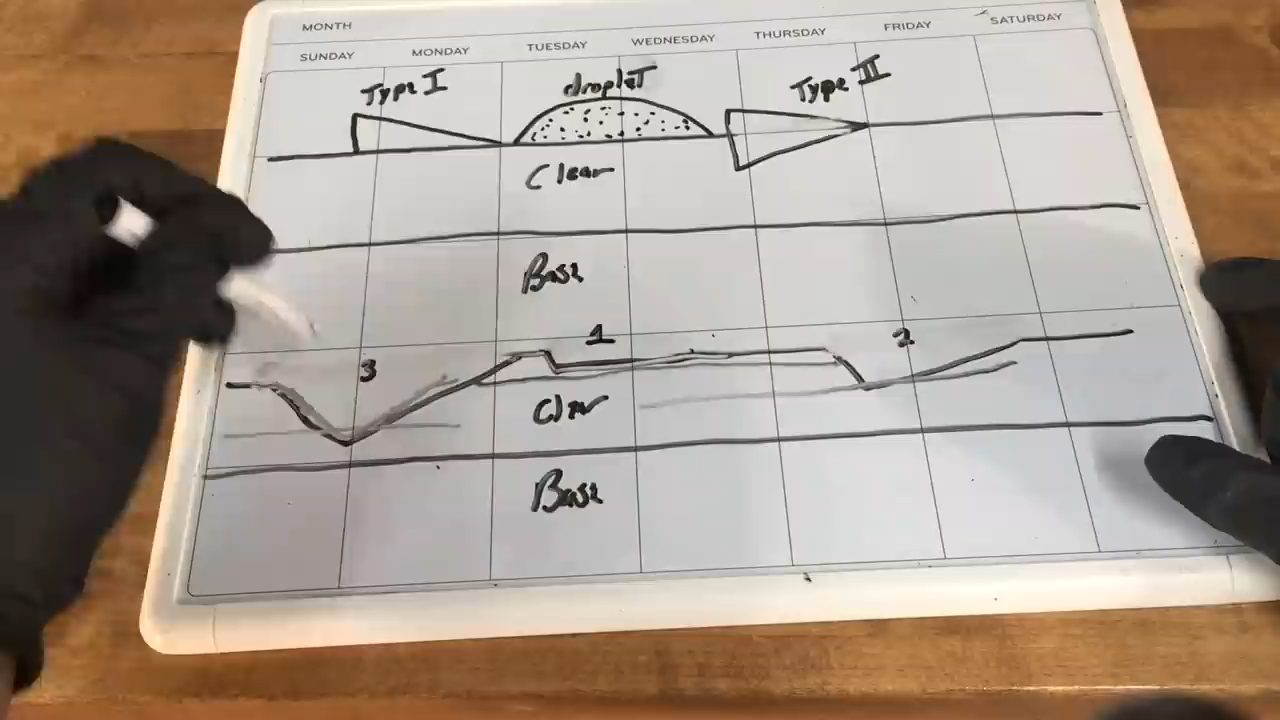 MONTH
SUNDAY MONDAY TUESDAY WEDNESDAY THURSDAY FRIDAY SATURDAY
Type I droplet Type II
Clear
Base
3 1 2
Clear
Base